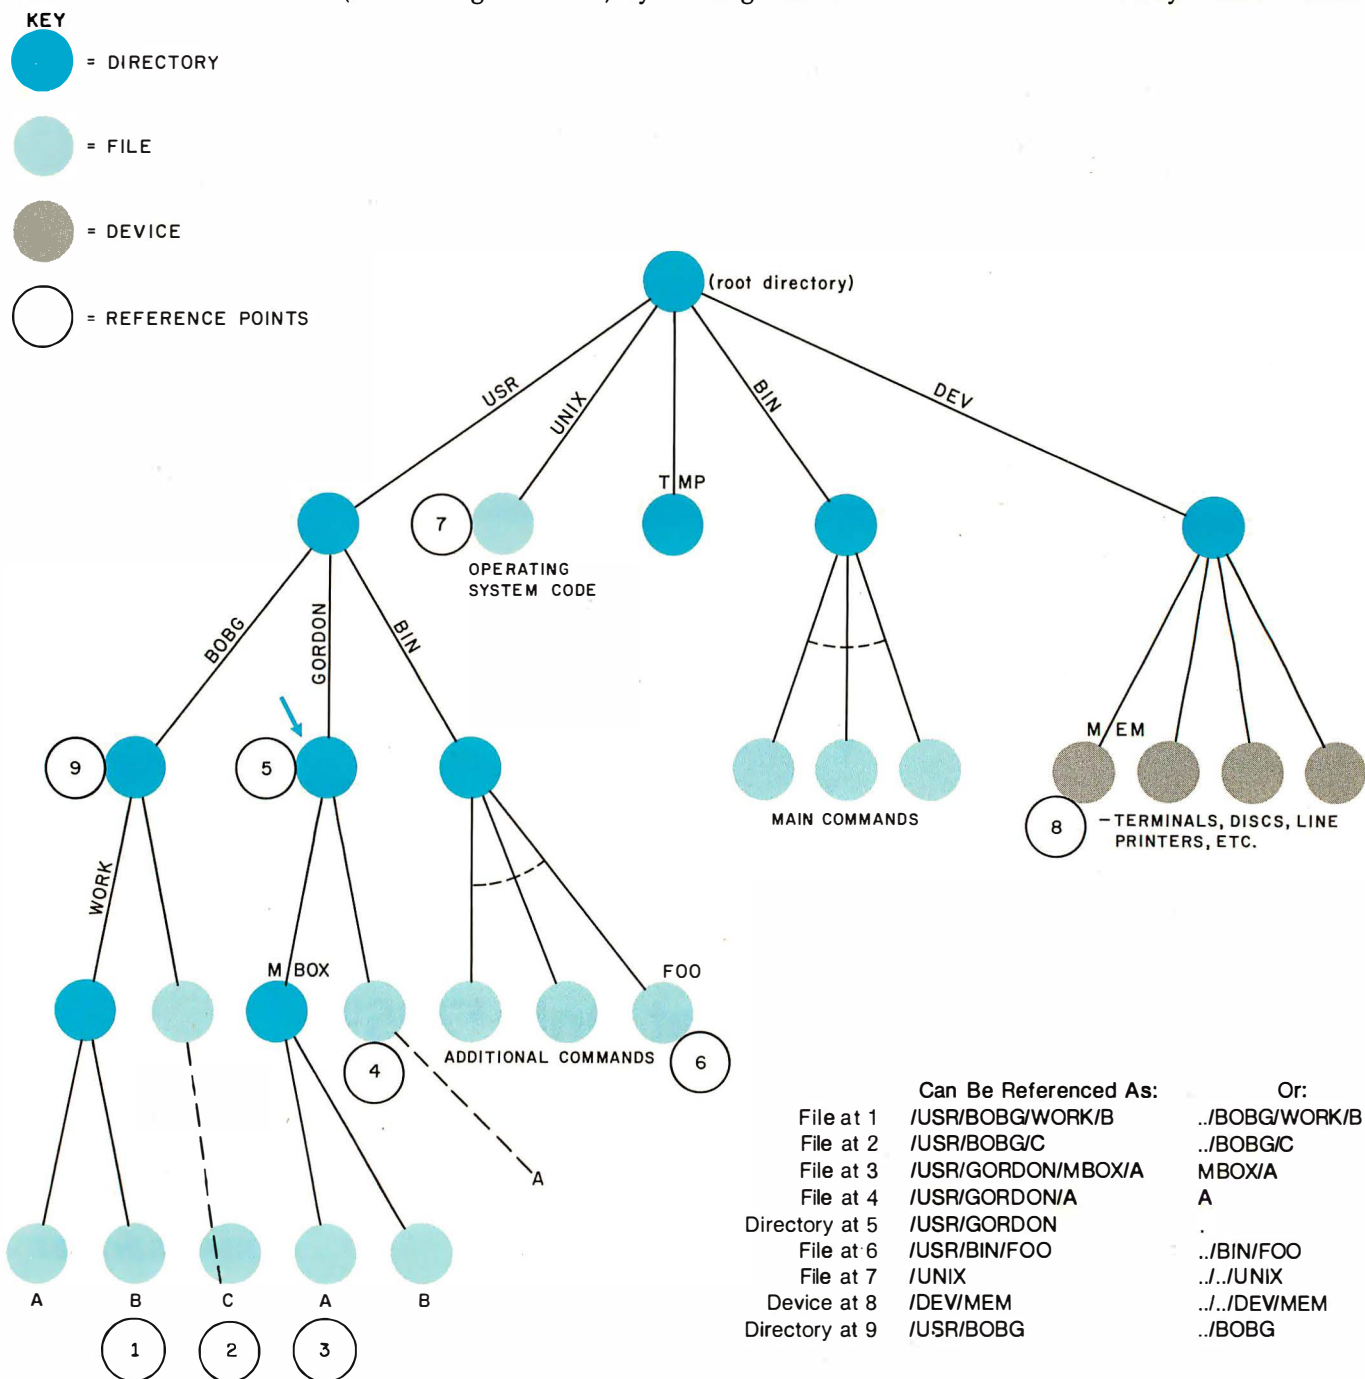 KEY
= DIRECTORY
= FILE
= DEVICE
= REFERENCE POINTS
(root directory)
USR
UNIX
BIN
DEV
TMP
7
OPERATING
SYSTEM CODE
BOBG
GORDON
BIN
9
5
MEM
MAIN COMMANDS
8
—TERMINALS, DISCS, LINE
PRINTERS, ETC.
WORK
MBOX
FOO
4
ADDITIONAL COMMANDS
6
A
A B C A B
1 2 3
Can Be Referenced As: Or:
File at 1 /USR/BOBG/WORK/B ../BOBG/WORK/B
File at 2 /USR/BOBG/C ../BOBG/C
File at 3 /USR/GORDON/MBOX/A MBOX/A
File at 4 /USR/GORDON/A A
Directory at 5 /USR/GORDON .
File at 6 /USR/BIN/FOO ../BIN/FOO
File at 7 /UNIX ../../UNIX
Device at 8 /DEV/MEM ../../DEV/MEM
Directory at 9 /USR/BOBG ../BOBG